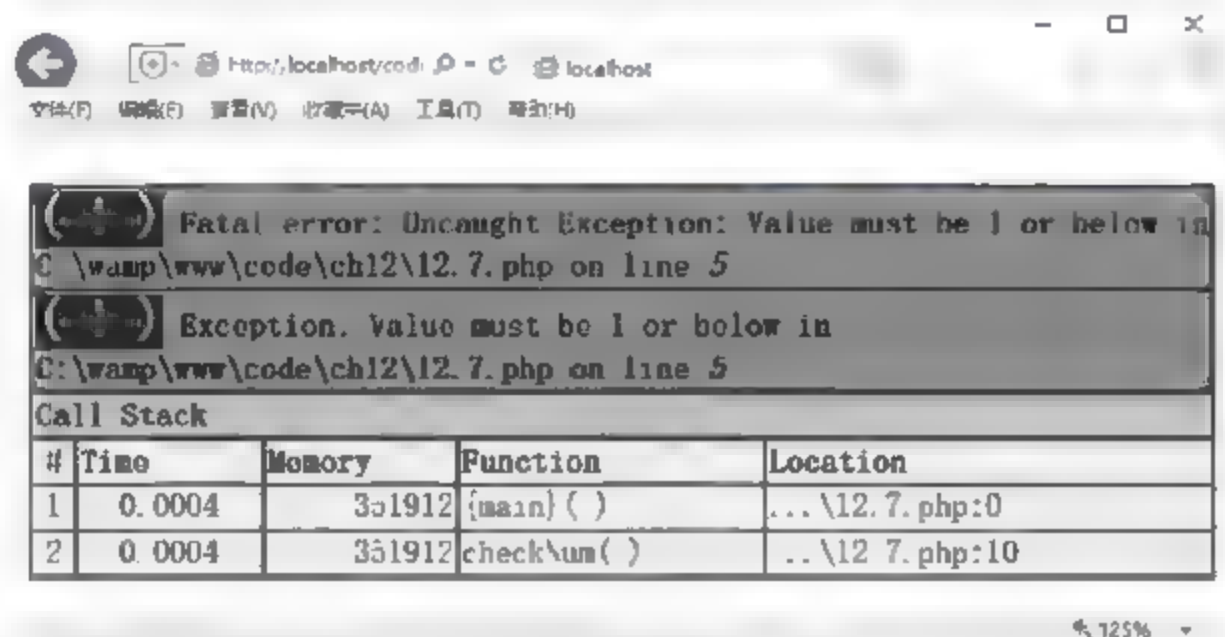 http://localhost/cod
localhost
文件(F) 编辑(E) 查看(V) 收藏夹(A) 工具(T) 帮助(H)
Fatal error: Uncaught Exception: Value must be 1 or below in
C:\wamp\www\code\ch12\12.7.php on line 5
Exception. Value must be 1 or below in
C:\wamp\www\code\ch12\12.7.php on line 5
Call Stack
# Time Memory Function Location
1 0.0004 {main}( ) ...\12.7.php:0
2 0.0004 ..\12 7.php:10
125%